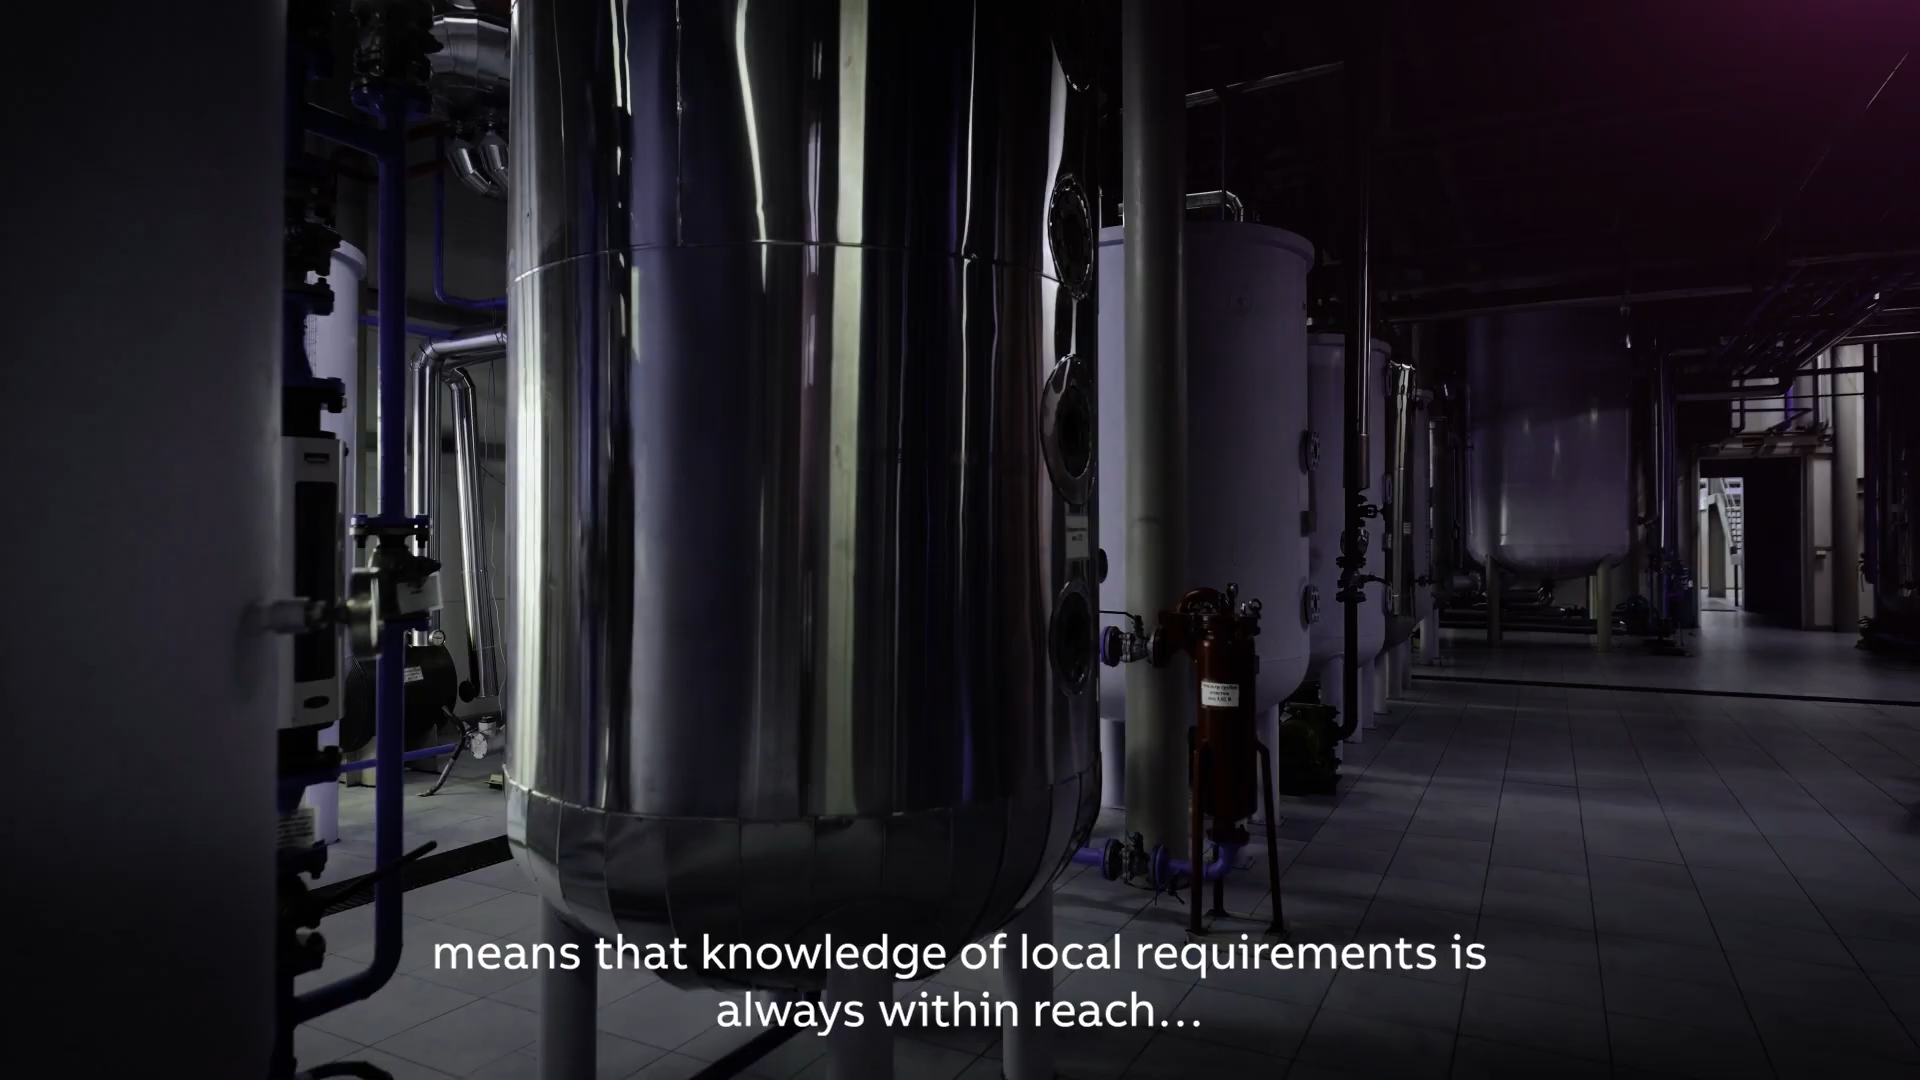 means that knowledge of local requirements is
always within reach...